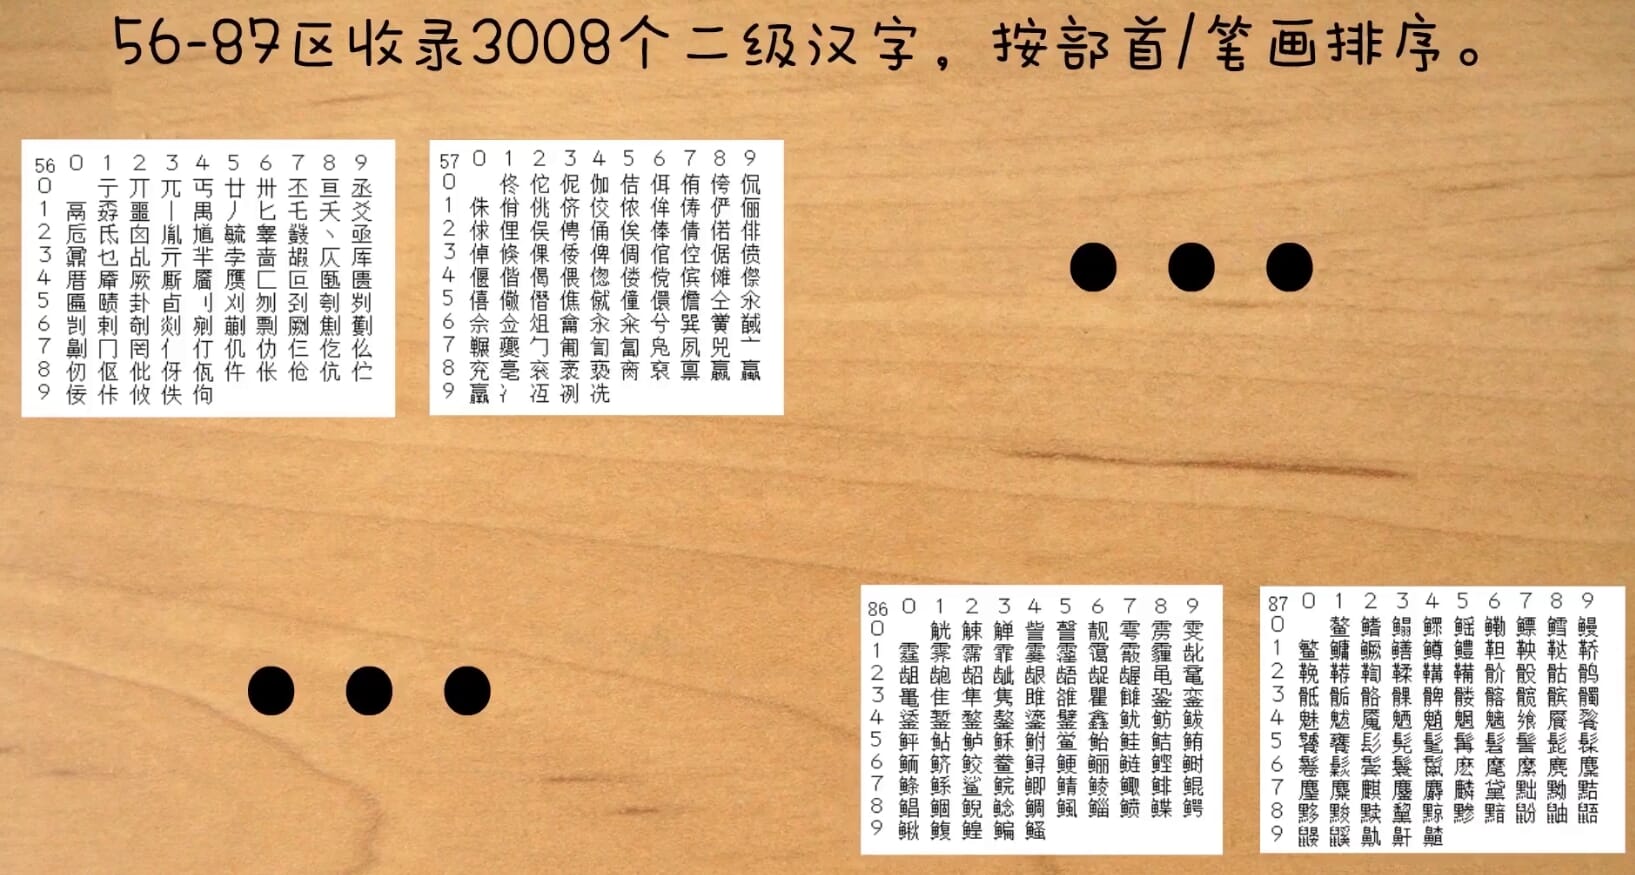 56-87区收录3008个二级汉字，按部首/笔画排序。
56 0 1 2 3 4 5 6 7 8 9
0 亍 丌 兀 丐 廿 卅 丕 亘 丞
1 鬲 孬 噩 丨 禺 丿 匕 乇 夭 爻
2 卮 氐 囟 胤 馗 毓 睾 鼗 丶 亟
3 鼐 乜 乩 亓 芈 孛 啬 嘏 仄 厍
4 厝 厣 厥 厮 靥 赝 匚 叵 匦 匮
5 匾 赜 卦 卣 刂 刈 刎 刭 刳 刿
6 剀 剌 剞 剡 剜 蒯 剽 劂 劁 劐
7 劓 冂 罔 亻 仃 仉 仂 仨 仡 仫
8 仞 伛 仳 伢 佤 仵 伥 伧 伉 伫
9 佞 佧 攸 佚 佝
57 0 1 2 3 4 5 6 7 8 9
0 佟 佗 伲 伽 佶 佴 侑 侉 侃
1 侏 佾 佻 侪 佼 侬 侔 俦 俨 俪
2 俅 俚 俣 俜 俑 俟 俸 倩 偌 俳
3 倬 倏 倮 倭 俾 倜 倌 倥 倨 偾
4 偃 偕 偈 偎 偬 偻 傥 傧 傩 傺
5 僖 儆 僭 僬 僦 僮 儇 儋 仝 氽
6 佘 佥 俎 龠 汆 籴 兮 巽 黉 馘
7 冁 夔 勹 匍 訇 匐 凫 夙 兕 亠
8 兖 亳 衮 袤 亵 脔 裒 禀 嬴 蠃
9 羸 冫 冱 冽 冼
86 0 1 2 3 4 5 6 7 8 9
0 觥 觫 觯 訾 謦 靓 雩 雳 雯
1 霆 霁 霈 霏 霎 霪 霭 霰 霾 龀
2 龃 龅 龆 龇 龈 龉 龊 龌 黾 鼋
3 鼍 隹 隼 隽 雎 雒 瞿 雠 銎 銮
4 鋈 錾 鍪 鏊 鎏 鐾 鑫 鱿 鲂 鲅
5 鲆 鲇 鲈 稣 鲋 鲎 鲐 鲑 鲒 鲔
6 鲕 鲚 鲛 鲞 鲟 鲠 鲡 鲢 鲣 鲥
7 鲦 鲧 鲨 鲩 鲫 鲭 鲮 鲰 鲱 鲲
8 鲳 鲴 鲵 鲶 鲷 鲺 鲻 鲼 鲽 鳄
9 鳅 鳆 鳇 鳊 鳋
87 0 1 2 3 4 5 6 7 8 9
0 鳌 鳍 鳎 鳏 鳐 鳓 鳔 鳕 鳗
1 鳘 鳙 鳜 鳝 鳟 鳢 靼 鞅 鞑 鞒
2 鞔 鞯 鞫 鞣 鞲 鞴 骱 骰 骷 鹘
3 骶 骺 骼 髁 髀 髅 髂 髋 髌 髑
4 魅 魃 魇 魉 魈 魍 魑 飨 餍 餮
5 饕 饔 髟 髡 髦 髯 髫 髻 髭 髹
6 鬈 鬏 鬓 鬟 鬣 麽 麾 縻 麂 麇
7 麈 麋 麒 鏖 麝 麟 黛 黜 黝 黠
8 黟 黢 黩 黧 黥 黪 黯 鼢 鼬 鼯
9 鼹 鼷 鼽 鼾 齄